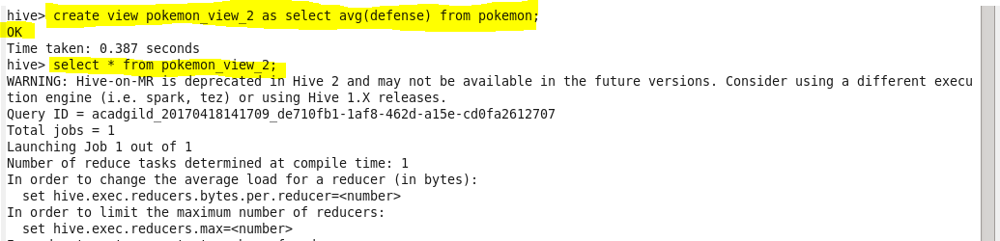 hive> create view pokemon_view_2 as select avg(defense) from pokemon;
OK
Time taken: 0.387 seconds
hive> select * from pokemon_view_2;
WARNING: Hive-on-MR is deprecated in Hive 2 and may not be available in the future versions. Consider using a different execu
tion engine (i.e. spark, tez) or using Hive 1.X releases.
Query ID = acadgild_20170418141709_de710fb1-1af8-462d-a15e-cd0fa2612707
Total jobs = 1
Launching Job 1 out of 1
Number of reduce tasks determined at compile time: 1
In order to change the average load for a reducer (in bytes):
  set hive.exec.reducers.bytes.per.reducer=<number>
In order to limit the maximum number of reducers:
  set hive.exec.reducers.max=<number>